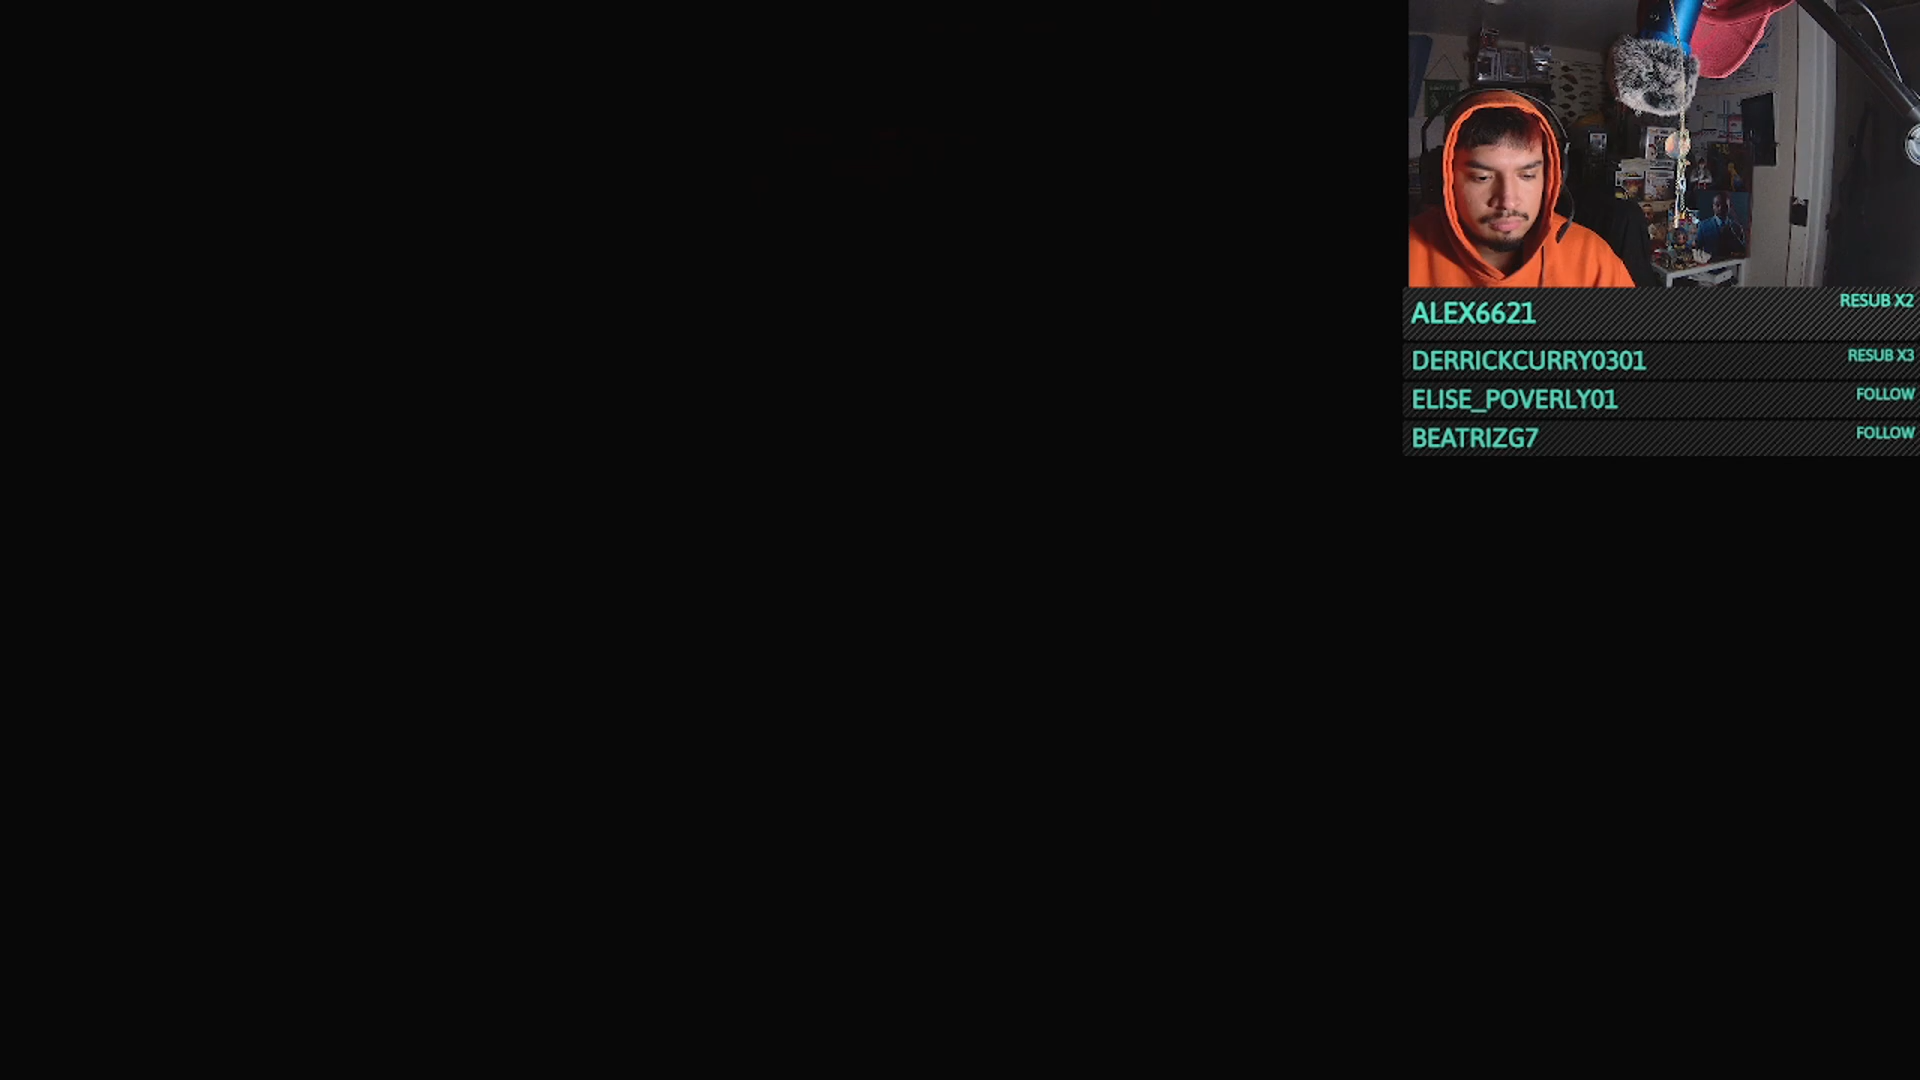 ALEX6621 RESUB X2
DERRICKCURRY0301 RESUB X3
ELISE_POVERLY01 FOLLOW
BEATRIZG7 FOLLOW